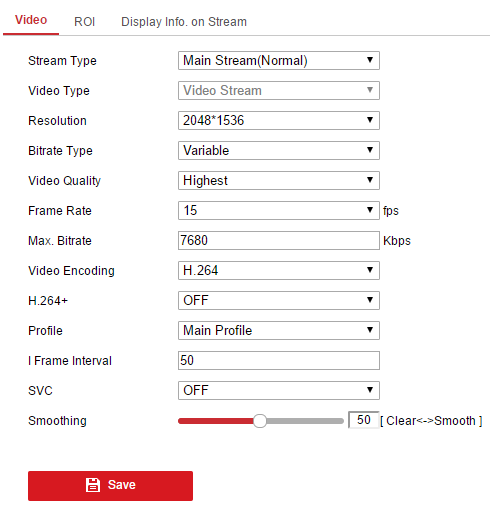 Video ROI Display Info. on Stream
Stream Type Main Stream(Normal)
Video Type Video Stream
Resolution 2048*1536
Bitrate Type Variable
Video Quality Highest
Frame Rate 15 fps
Max. Bitrate 7680 Kbps
Video Encoding H.264
H.264+ OFF
Profile Main Profile
I Frame Interval 50
SVC OFF
Smoothing 50 [ Clear<->Smooth ]
Save